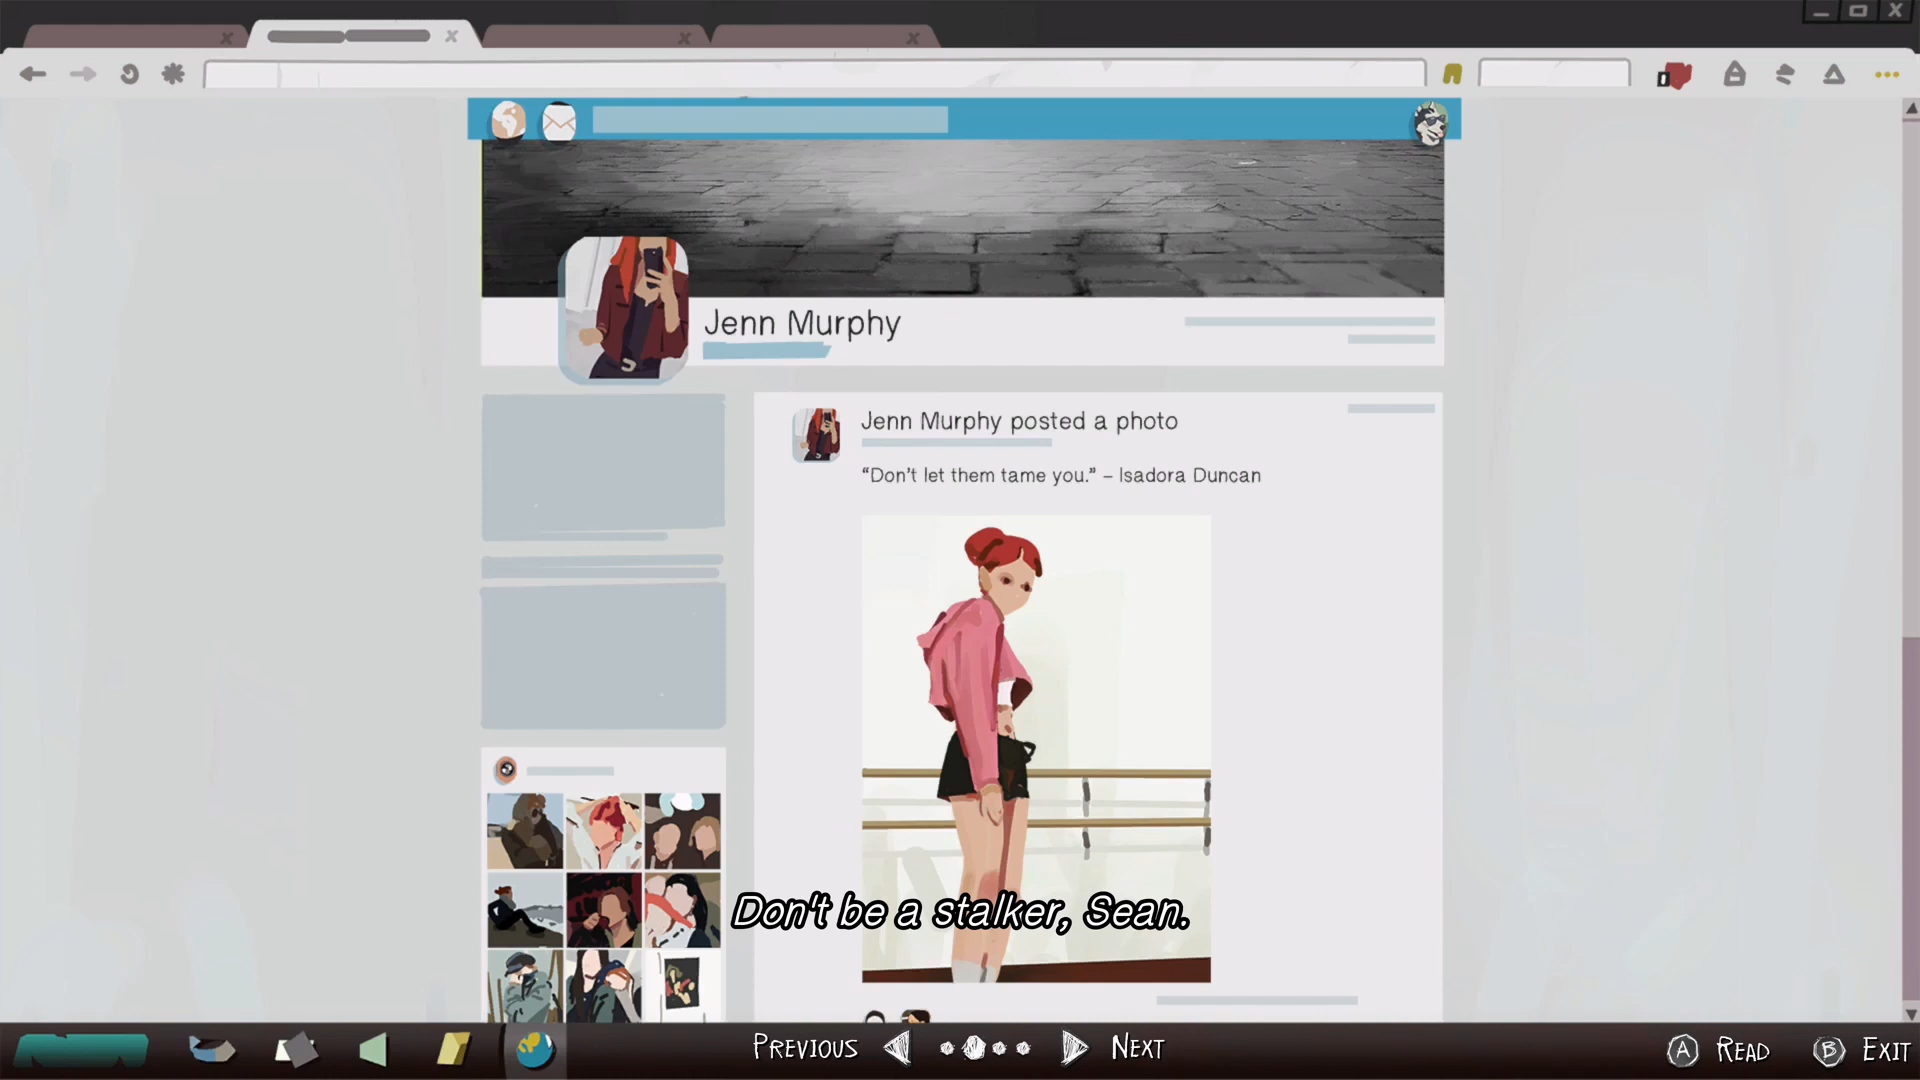 Jenn Murphy
Jenn Murphy posted a photo
“Don't let them tame you.” – Isadora Duncan
Don't be a stalker, Sean.
Previous
Next
A Read
B Exit